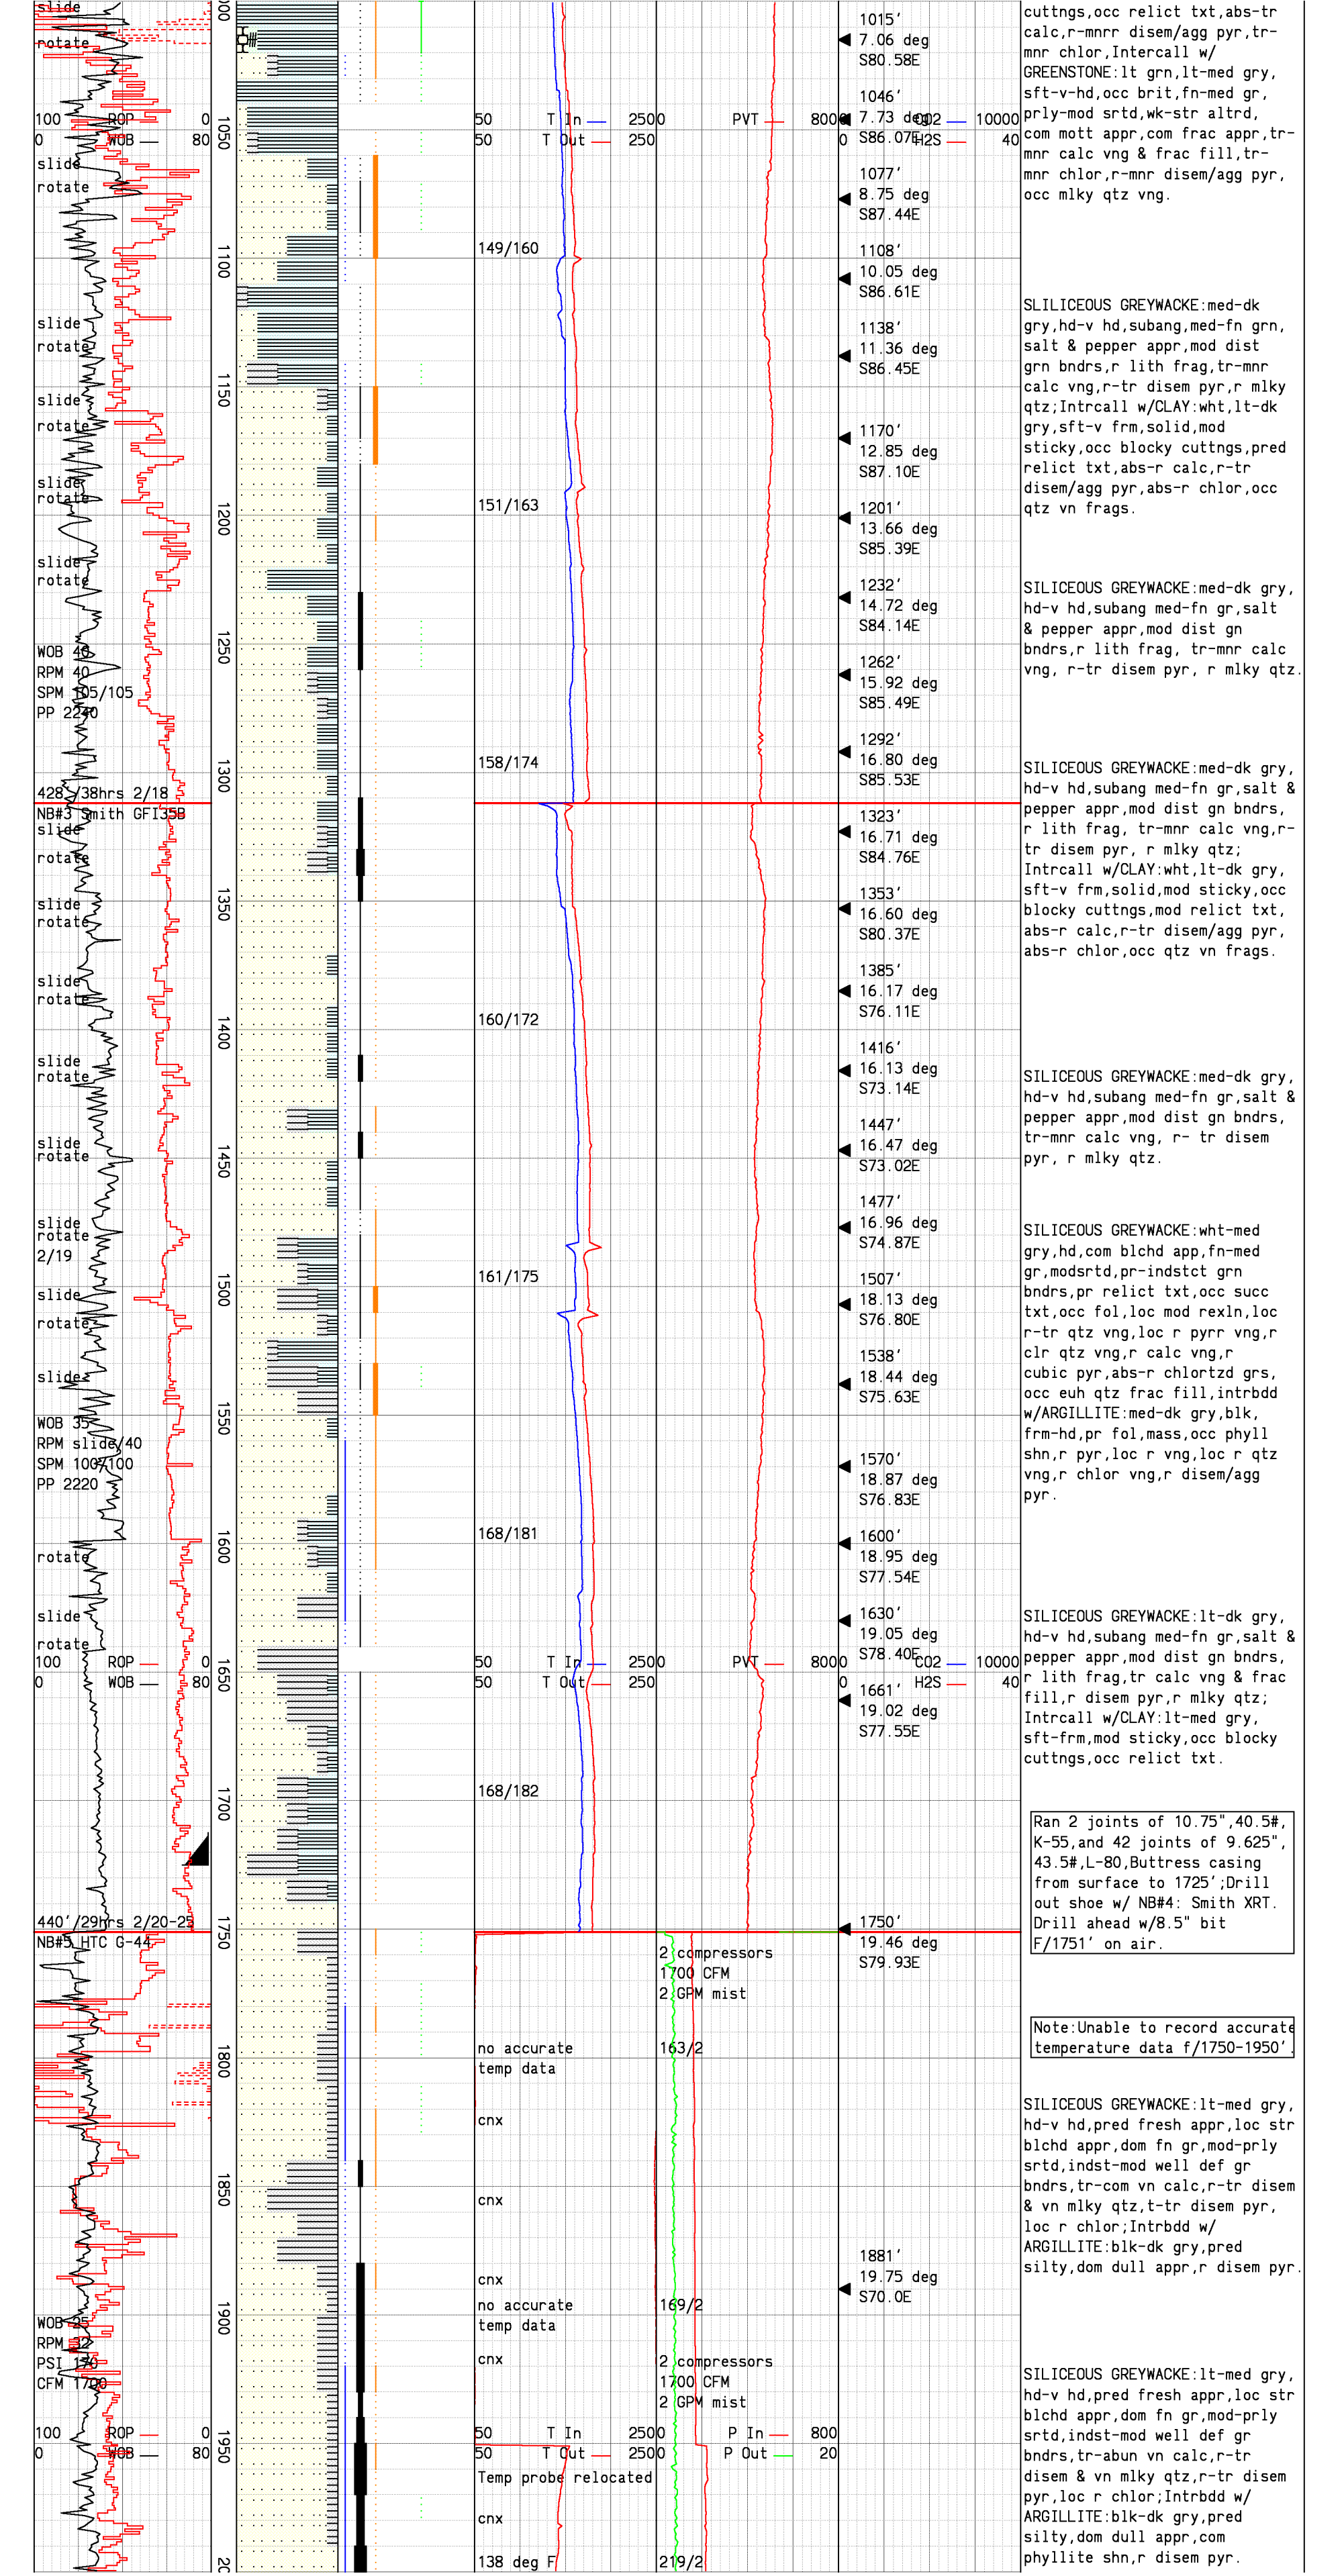 slide
rotate
100 ROP 0
0 WOB 80
slide
rotate
slide
rotate
slide
rotate
slide
rotate
slide
rotate
WOB 40
RPM 40
SPM 105/105
PP 2240
428'/38hrs 2/18
NB#3 Smith GFI35B
slide
rotate
slide
rotate
slide
rotate
slide
rotate
slide
rotate
slide
rotate
2/19
slide
rotate
slide
WOB 35
RPM slide/40
SPM 100/100
PP 2220
rotate
slide
rotate
100 ROP 0
0 WOB 80
440'/29hrs 2/20-25
NB#5 HTC G-44
WOB 25
RPM 32
PSI 170
CFM 1700
100 ROP 0
0 WOB 80
1050
1100
1150
1200
1250
1300
1350
1400
1450
1500
1550
1600
1650
1700
1750
1800
1850
1900
1950
50 T In 250
50 T Out 250
149/160
151/163
158/174
160/172
161/175
168/181
50 T In 250
50 T Out 250
168/182
no accurate
temp data
cnx
cnx
cnx
no accurate
temp data
cnx
50 T In 250
50 T Out 250
Temp probe relocated
cnx
138 deg F
0 PVT 800
0 PVT 800
2 compressors
1700 CFM
2 GPM mist
163/2
169/2
2 compressors
1700 CFM
2 GPM mist
0 P In 800
0 P Out 20
219/2
1015'
7.06 deg
S80.58E
1046'
7.73 deg
S86.07E
0 CO2 10000
0 H2S 40
1077'
8.75 deg
S87.44E
1108'
10.05 deg
S86.61E
1138'
11.36 deg
S86.45E
1170'
12.85 deg
S87.10E
1201'
13.66 deg
S85.39E
1232'
14.72 deg
S84.14E
1262'
15.92 deg
S85.49E
1292'
16.80 deg
S85.53E
1323'
16.71 deg
S84.76E
1353'
16.60 deg
S80.37E
1385'
16.17 deg
S76.11E
1416'
16.13 deg
S73.14E
1447'
16.47 deg
S73.02E
1477'
16.96 deg
S74.87E
1507'
18.13 deg
S76.80E
1538'
18.44 deg
S75.63E
1570'
18.87 deg
S76.83E
1600'
18.95 deg
S77.54E
1630'
19.05 deg
S78.40E
0 CO2 10000
0 H2S 40
1661'
19.02 deg
S77.55E
1750'
19.46 deg
S79.93E
1881'
19.75 deg
S70.0E
cuttngs,occ relict txt,abs-tr
calc,r-mnrr disem/agg pyr,tr-
mnr chlor,Intercall w/
GREENSTONE:lt grn,lt-med gry,
sft-v-hd,occ brit,fn-med gr,
prly-mod srtd,wk-str altrd,
com mott appr,com frac appr,tr-
mnr calc vng & frac fill,tr-
mnr chlor,r-mnr disem/agg pyr,
occ mlky qtz vng.
SLILICEOUS GREYWACKE:med-dk
gry,hd-v hd,subang,med-fn grn,
salt & pepper appr,mod dist
grn bndrs,r lith frag,tr-mnr
calc vng,r-tr disem pyr,r mlky
qtz;Intrcall w/CLAY:wht,lt-dk
gry,sft-v frm,solid,mod
sticky,occ blocky cuttngs,pred
relict txt,abs-r calc,r-tr
disem/agg pyr,abs-r chlor,occ
qtz vn frags.
SILICEOUS GREYWACKE:med-dk gry,
hd-v hd,subang med-fn gr,salt
& pepper appr,mod dist gn
bndrs,r lith frag, tr-mnr calc
vng, r-tr disem pyr, r mlky qtz.
SILICEOUS GREYWACKE:med-dk gry,
hd-v hd,subang med-fn gr,salt &
pepper appr,mod dist gn bndrs,
r lith frag, tr-mnr calc vng,r-
tr disem pyr, r mlky qtz;
Intrcall w/CLAY:wht,lt-dk gry,
sft-v frm,solid,mod sticky,occ
blocky cuttngs,mod relict txt,
abs-r calc,r-tr disem/agg pyr,
abs-r chlor,occ qtz vn frags.
SILICEOUS GREYWACKE:med-dk gry,
hd-v hd,subang med-fn gr,salt &
pepper appr,mod dist gn bndrs,
tr-mnr calc vng, r- tr disem
pyr, r mlky qtz.
SILICEOUS GREYWACKE:wht-med
gry,hd,com blchd app,fn-med
gr,modsrtd,pr-indstct grn
bndrs,pr relict txt,occ succ
txt,occ fol,loc mod rexln,loc
r-tr qtz vng,loc r pyrr vng,r
clr qtz vng,r calc vng,r
cubic pyr,abs-r chlortzd grs,
occ euh qtz frac fill,intrbdd
w/ARGILLITE:med-dk gry,blk,
frm-hd,pr fol,mass,occ phyll
shn,r pyr,loc r vng,loc r qtz
vng,r chlor vng,r disem/agg
pyr.
SILICEOUS GREYWACKE:lt-dk gry,
hd-v hd,subang med-fn gr,salt &
pepper appr,mod dist gn bndrs,
r lith frag,tr calc vng & frac
fill,r disem pyr,r mlky qtz;
Intrcall w/CLAY:lt-med gry,
sft-frm,mod sticky,occ blocky
cuttngs,occ relict txt.
Ran 2 joints of 10.75",40.5#,
K-55,and 42 joints of 9.625",
43.5#,L-80,Buttress casing
from surface to 1725';Drill
out shoe w/ NB#4: Smith XRT.
Drill ahead w/8.5" bit
F/1751' on air.
Note:Unable to record accurate
temperature data f/1750-1950'.
SILICEOUS GREYWACKE:lt-med gry,
hd-v hd,pred fresh appr,loc str
blchd appr,dom fn gr,mod-prly
srtd,indst-mod well def gr
bndrs,tr-com vn calc,r-tr disem
& vn mlky qtz,t-tr disem pyr,
loc r chlor;Intrbdd w/
ARGILLITE:blk-dk gry,pred
silty,dom dull appr,r disem pyr.
SILICEOUS GREYWACKE:lt-med gry,
hd-v hd,pred fresh appr,loc str
blchd appr,dom fn gr,mod-prly
srtd,indst-mod well def gr
bndrs,tr-abun vn calc,r-tr
disem & vn mlky qtz,r-tr disem
pyr,loc r chlor;Intrbdd w/
ARGILLITE:blk-dk gry,pred
silty,dom dull appr,com
phyllite shn,r disem pyr.